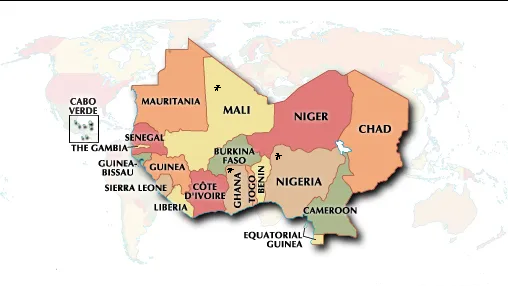 CABO
VERDE
MAURITANIA
MALI
NIGER
CHAD
SENEGAL
THE GAMBIA
GUINEA-
BISSAU
GUINEA
SIERRA LEONE
LIBERIA
CÔTE
D'IVOIRE
BURKINA
FASO
GHANA
TOGO
BENIN
NIGERIA
CAMEROON
EQUATORIAL
GUINEA